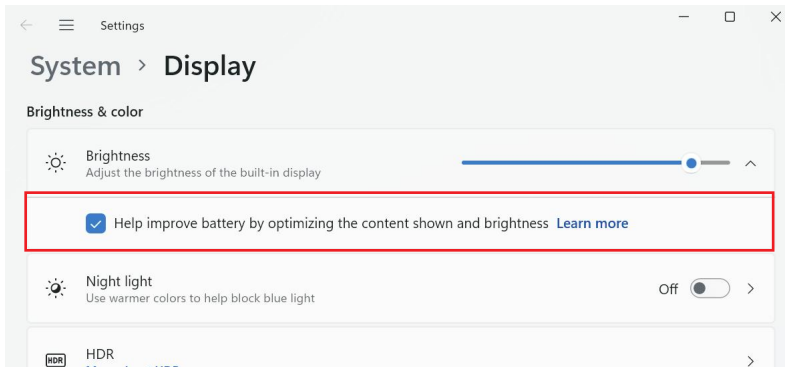 Settings
System > Display
Brightness & color
Brightness
Adjust the brightness of the built-in display
Help improve battery by optimizing the content shown and brightness Learn more
Night light
Use warmer colors to help block blue light
Off
HDR
HDR